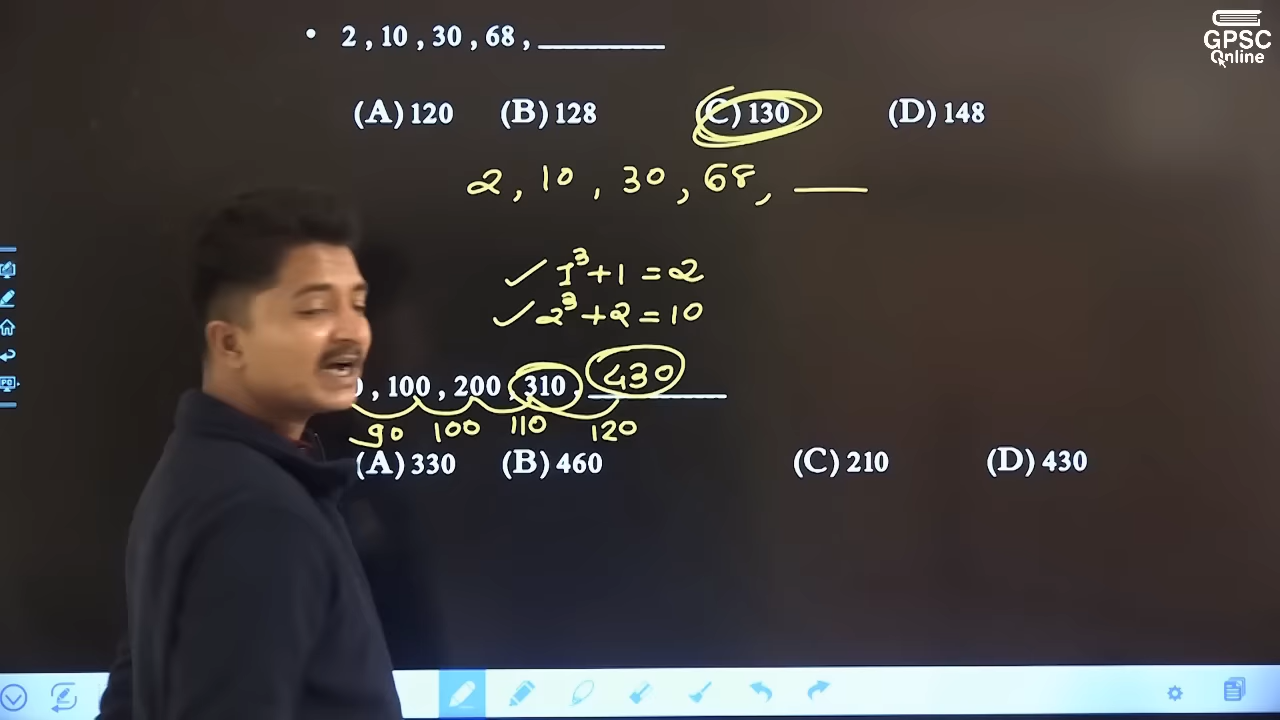 GPSC
Online
• 2 , 10 , 30 , 68 , __________
(A) 120 (B) 128 (C) 130 (D) 148
2, 10, 30, 68, ____
✓ 1³+1 = 2
✓ 2³+2 = 10
, 100 , 200 , 310 , 430
90 100 110 120
(A) 330 (B) 460 (C) 210 (D) 430